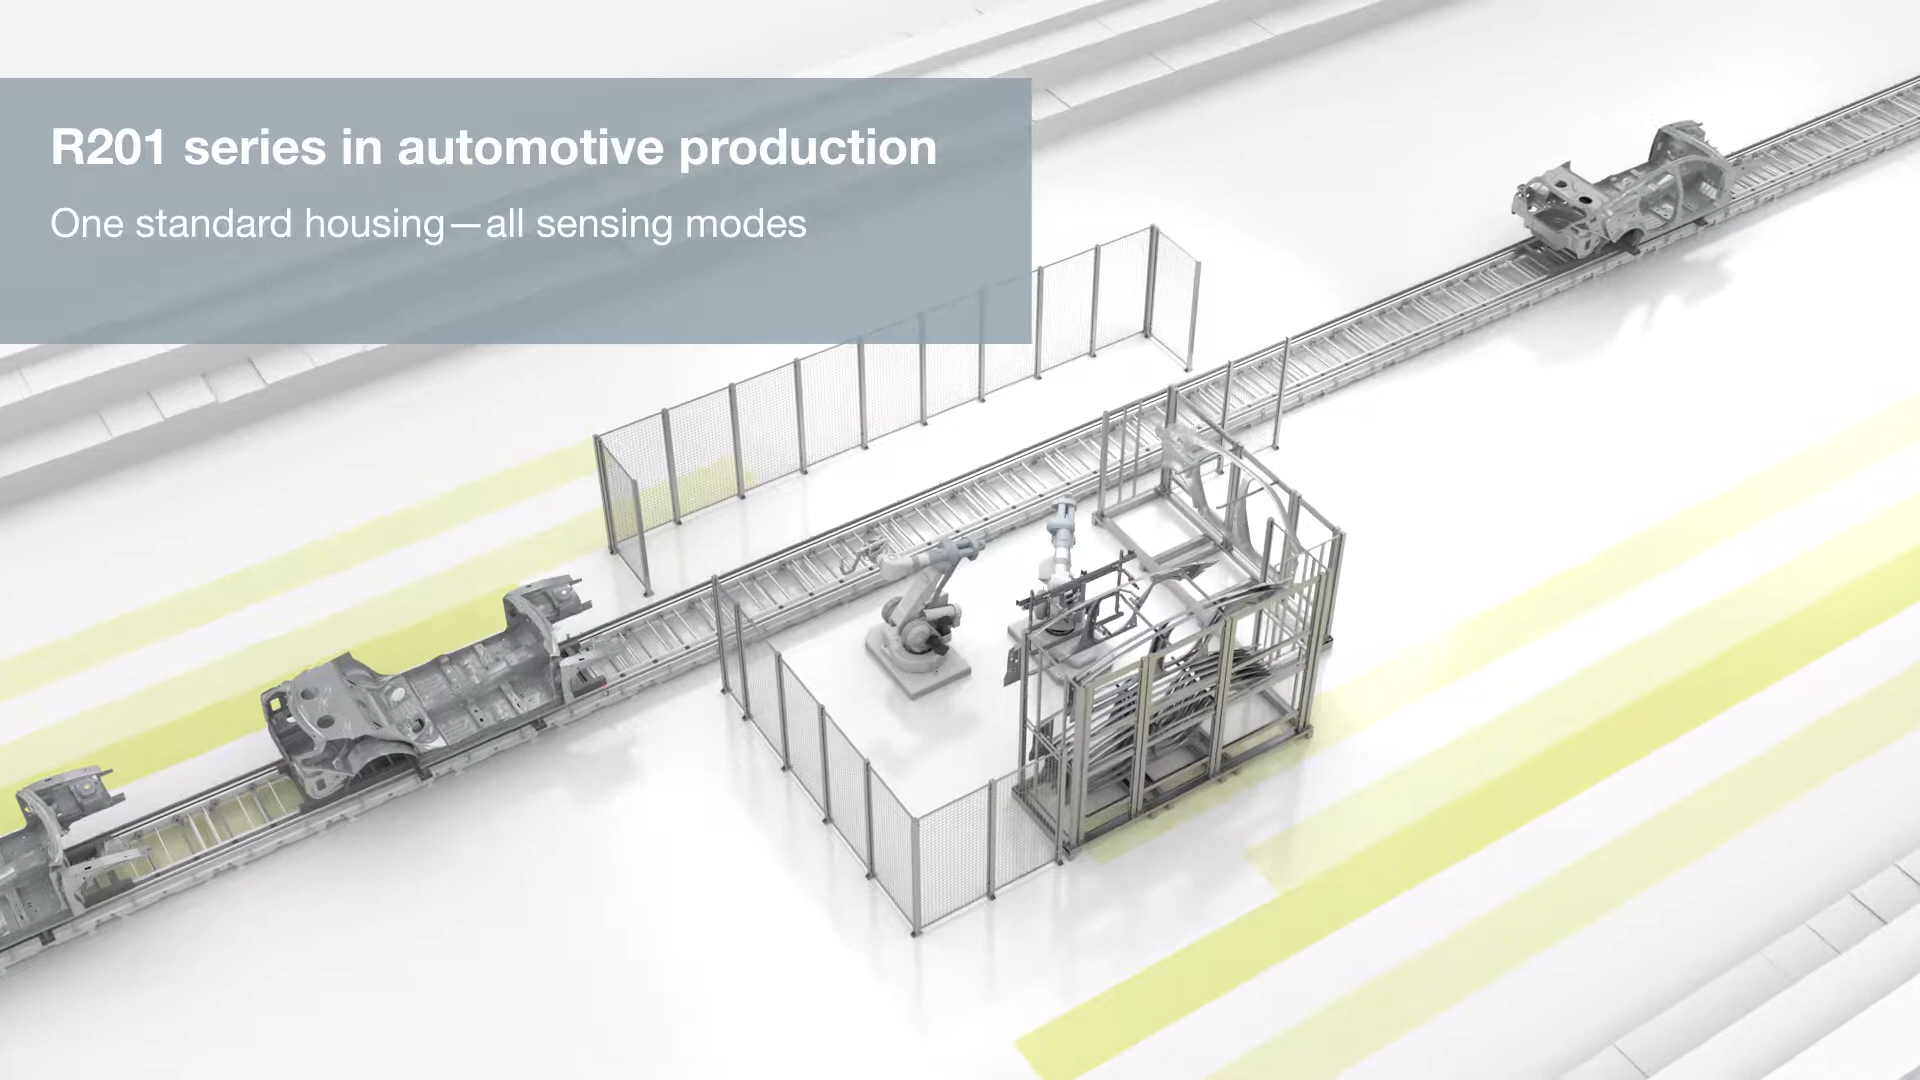 R201 series in automotive production
One standard housing—all sensing modes